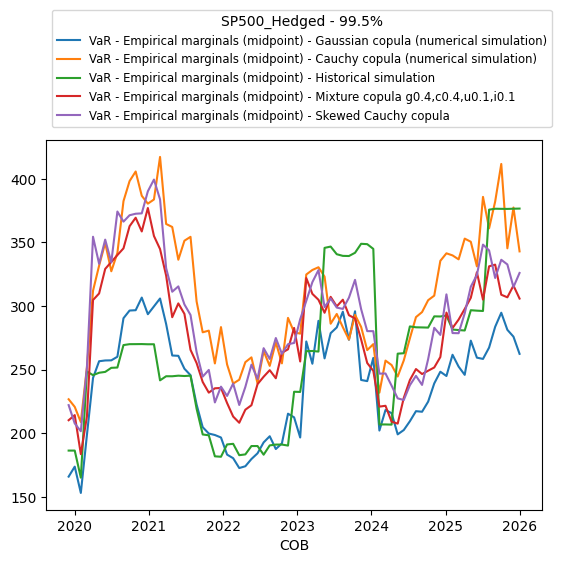 SP500_Hedged - 99.5%
VaR - Empirical marginals (midpoint) - Gaussian copula (numerical simulation)
VaR - Empirical marginals (midpoint) - Cauchy copula (numerical simulation)
VaR - Empirical marginals (midpoint) - Historical simulation
VaR - Empirical marginals (midpoint) - Mixture copula g0.4,c0.4,u0.1,i0.1
VaR - Empirical marginals (midpoint) - Skewed Cauchy copula
400
350
300
250
200
150
2020 2021 2022 2023 2024 2025 2026
COB